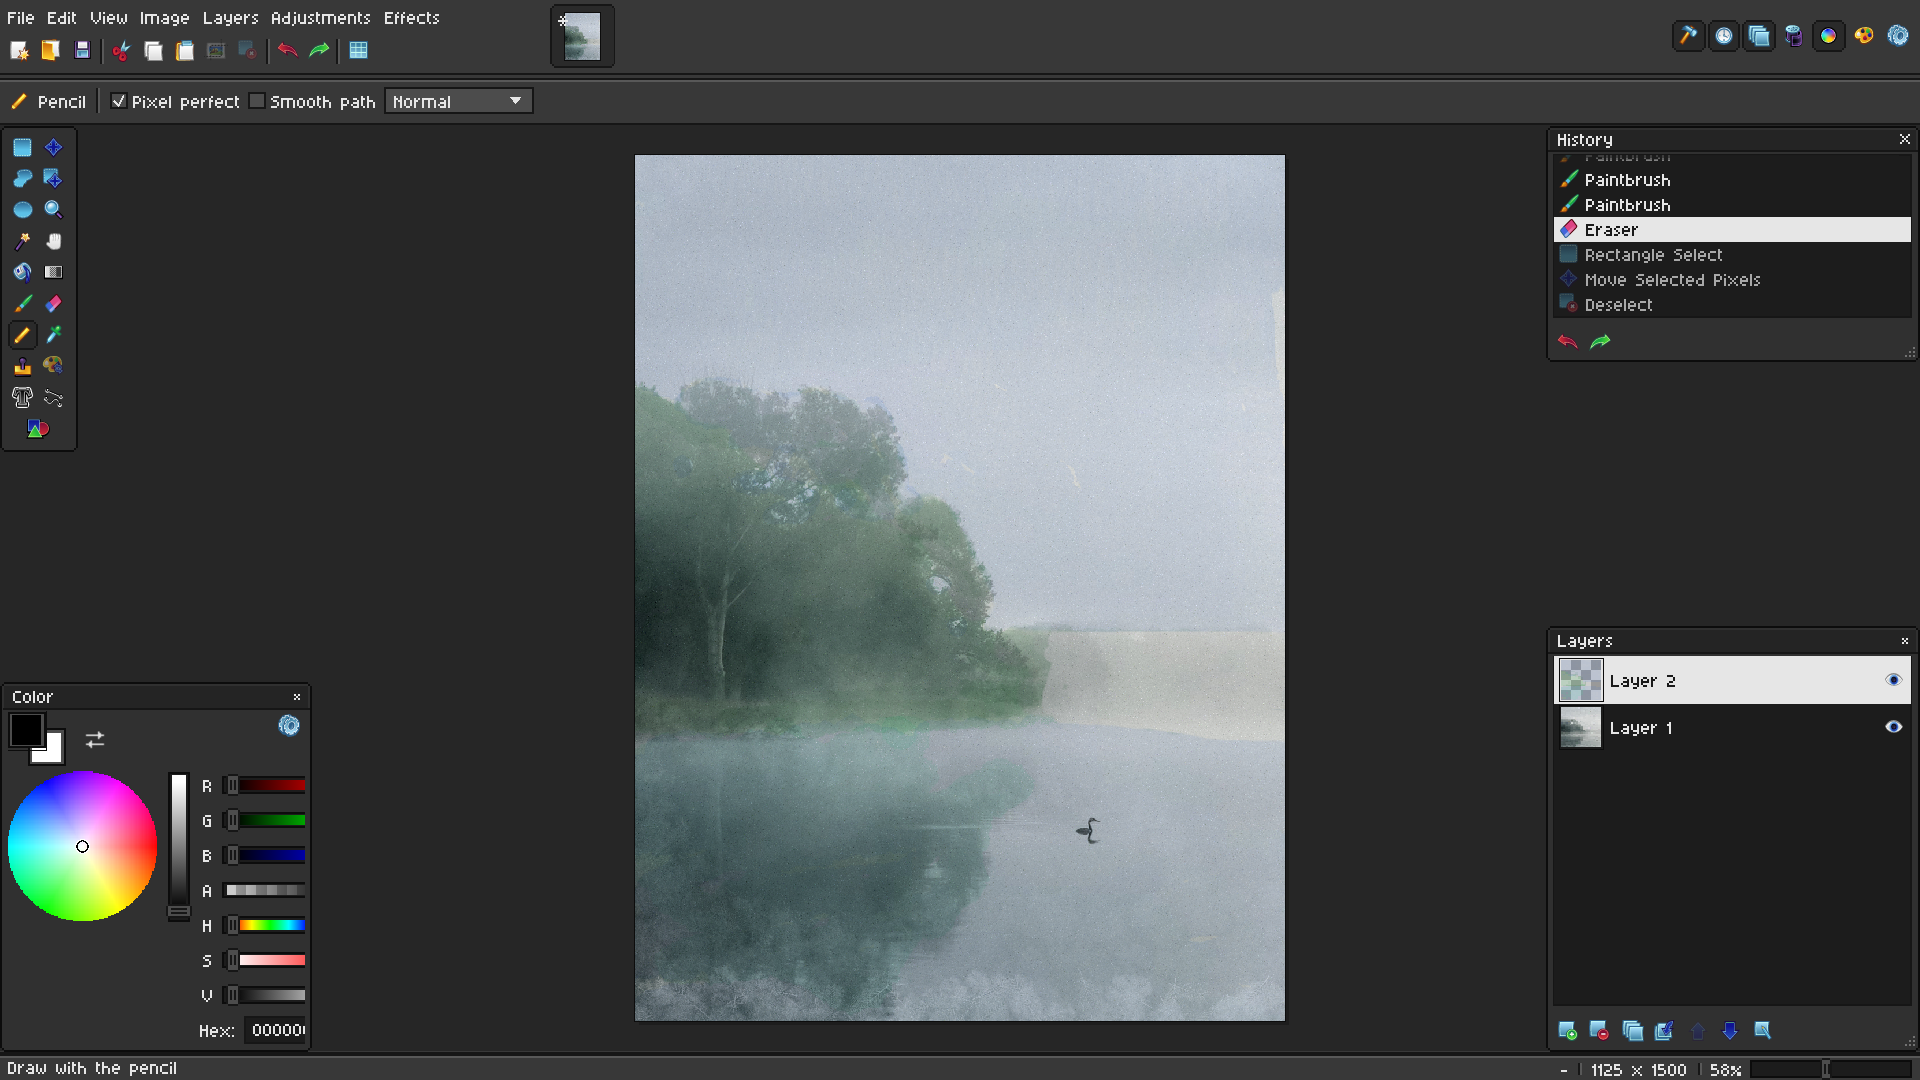 File Edit View Image Layers Adjustments Effects
Pencil Pixel perfect Smooth path Normal
History
Paintbrush
Paintbrush
Paintbrush
Eraser
Rectangle Select
Move Selected Pixels
Deselect
Layers
Layer 2
Layer 1
Color
R
G
B
A
H
S
V
Hex: 000000
Draw with the pencil
- 1125 x 1500 58%